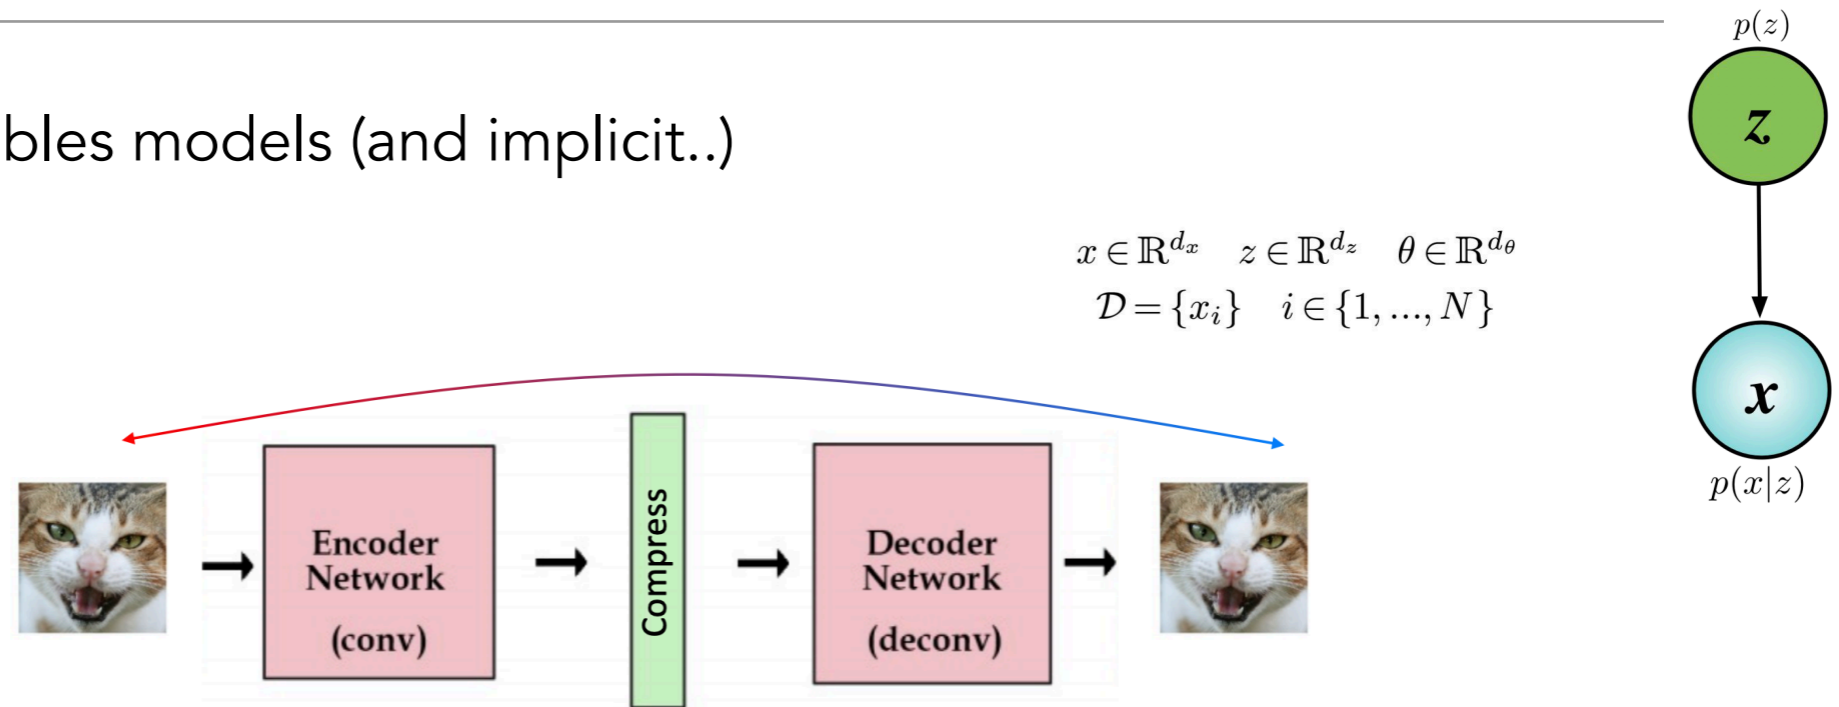 p(z)
z
bles models (and implicit..)
x ∈ ℝ^{d_x} z ∈ ℝ^{d_z} θ ∈ ℝ^{d_θ}
𝒟 = {x_i} i ∈ {1, ..., N}
x
p(x|z)
Encoder
Network
(conv)
Compress
Decoder
Network
(deconv)